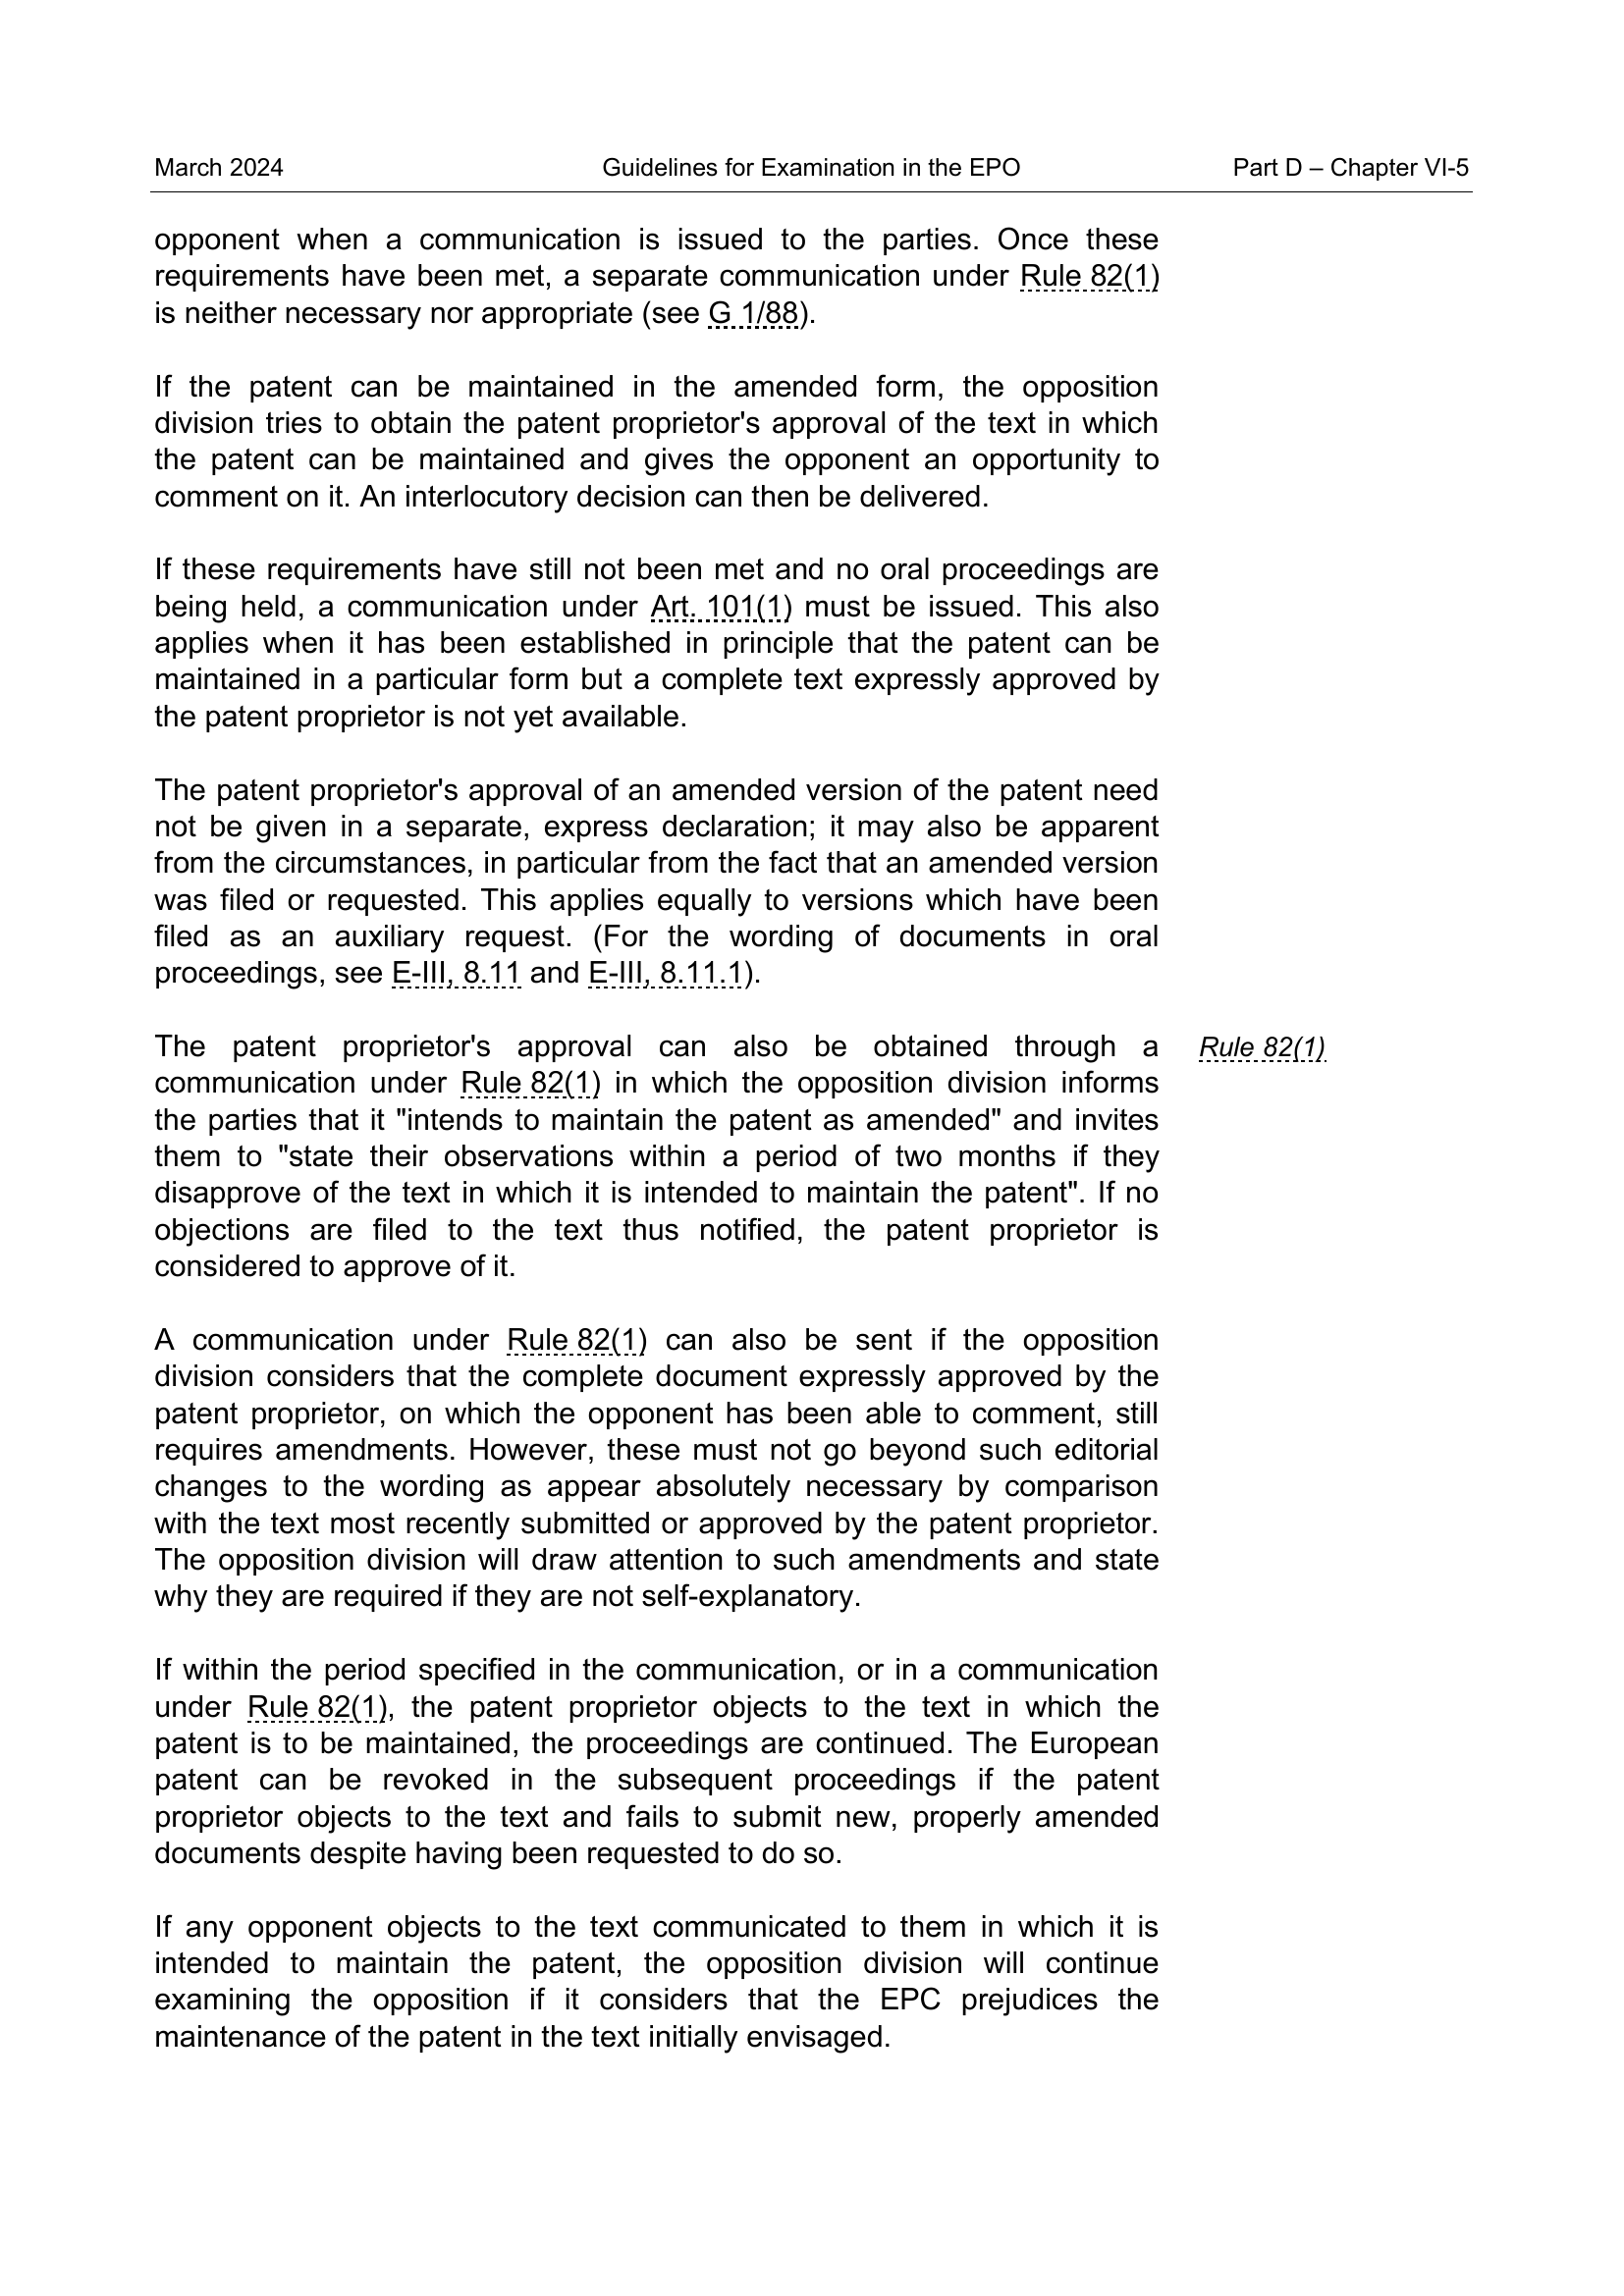 March 2024 Guidelines for Examination in the EPO Part D – Chapter VI-5
opponent when a communication is issued to the parties. Once these
requirements have been met, a separate communication under Rule 82(1)
is neither necessary nor appropriate (see G 1/88).
If the patent can be maintained in the amended form, the opposition
division tries to obtain the patent proprietor's approval of the text in which
the patent can be maintained and gives the opponent an opportunity to
comment on it. An interlocutory decision can then be delivered.
If these requirements have still not been met and no oral proceedings are
being held, a communication under Art. 101(1) must be issued. This also
applies when it has been established in principle that the patent can be
maintained in a particular form but a complete text expressly approved by
the patent proprietor is not yet available.
The patent proprietor's approval of an amended version of the patent need
not be given in a separate, express declaration; it may also be apparent
from the circumstances, in particular from the fact that an amended version
was filed or requested. This applies equally to versions which have been
filed as an auxiliary request. (For the wording of documents in oral
proceedings, see E-III, 8.11 and E-III, 8.11.1).
The patent proprietor's approval can also be obtained through a Rule 82(1)
communication under Rule 82(1) in which the opposition division informs
the parties that it "intends to maintain the patent as amended" and invites
them to "state their observations within a period of two months if they
disapprove of the text in which it is intended to maintain the patent". If no
objections are filed to the text thus notified, the patent proprietor is
considered to approve of it.
A communication under Rule 82(1) can also be sent if the opposition
division considers that the complete document expressly approved by the
patent proprietor, on which the opponent has been able to comment, still
requires amendments. However, these must not go beyond such editorial
changes to the wording as appear absolutely necessary by comparison
with the text most recently submitted or approved by the patent proprietor.
The opposition division will draw attention to such amendments and state
why they are required if they are not self-explanatory.
If within the period specified in the communication, or in a communication
under Rule 82(1), the patent proprietor objects to the text in which the
patent is to be maintained, the proceedings are continued. The European
patent can be revoked in the subsequent proceedings if the patent
proprietor objects to the text and fails to submit new, properly amended
documents despite having been requested to do so.
If any opponent objects to the text communicated to them in which it is
intended to maintain the patent, the opposition division will continue
examining the opposition if it considers that the EPC prejudices the
maintenance of the patent in the text initially envisaged.